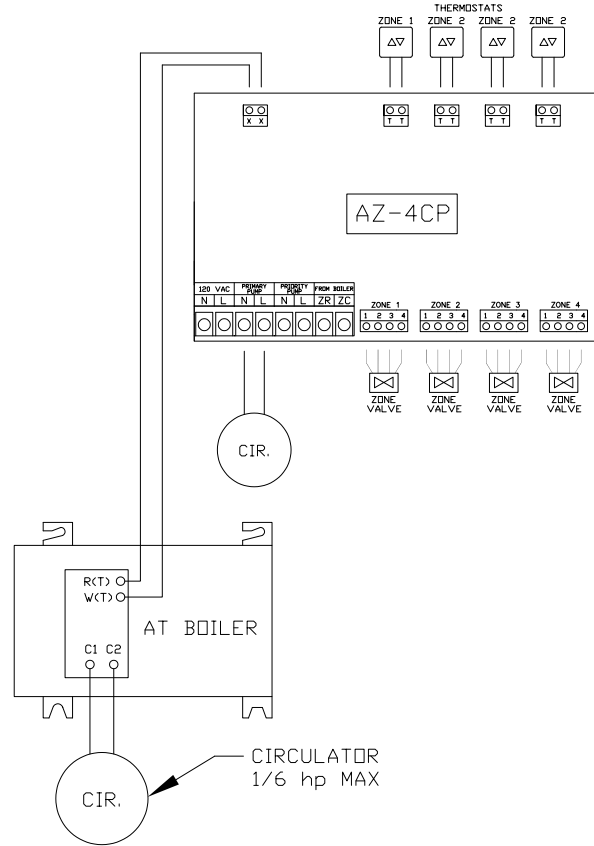 THERMOSTATS
ZONE 1 ZONE 2 ZONE 2 ZONE 2
X X T T T T T T T T
AZ-4CP
120 VAC PRIMARY PUMP PRIORITY PUMP FROM BOILER
N L N L N L ZR ZC
ZONE 1 ZONE 2 ZONE 3 ZONE 4
1 2 3 4 1 2 3 4 1 2 3 4 1 2 3 4
ZONE VALVE ZONE VALVE ZONE VALVE ZONE VALVE
CIR.
R(T)
W(T)
AT BOILER
C1 C2
CIRCULATOR
1/6 hp MAX
CIR.